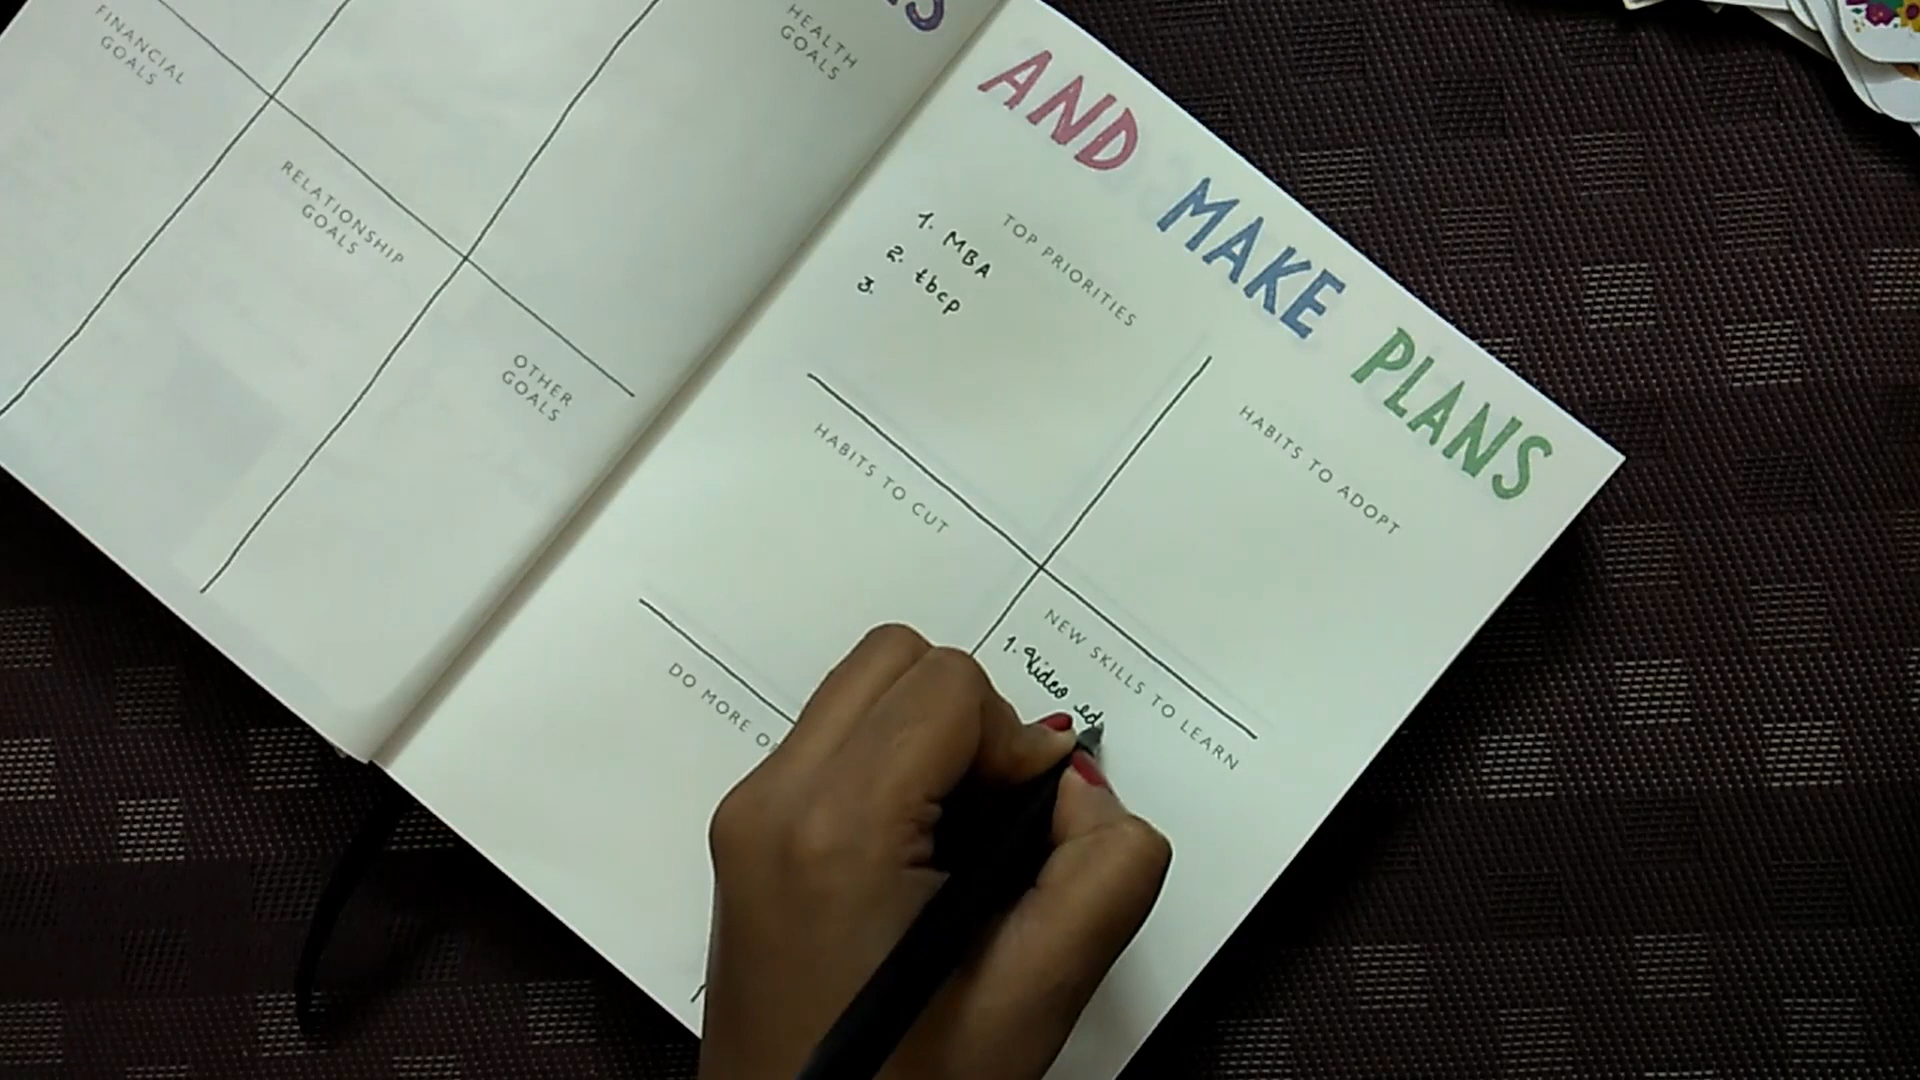 FINANCIAL
GOALS
RELATIONSHIP
GOALS
HEALTH
GOALS
OTHER
GOALS
AND MAKE PLANS
TOP PRIORITIES
1. MBA
2. tbcp
3.
HABITS TO ADOPT
HABITS TO CUT
NEW SKILLS TO LEARN
1. Video ed
DO MORE OF